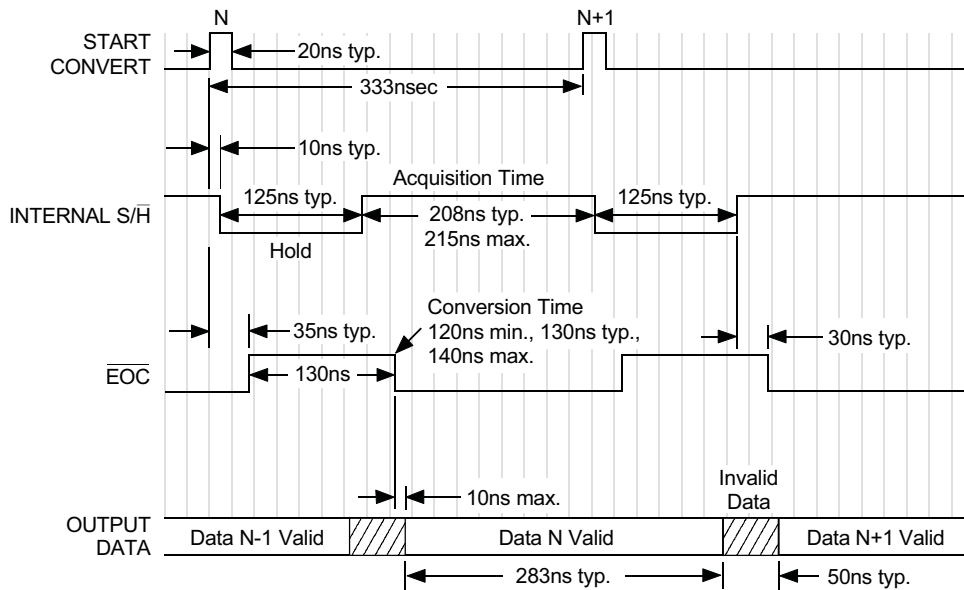 N
N+1
START
CONVERT
20ns typ.
333nsec
10ns typ.
Acquisition Time
125ns typ.
125ns typ.
INTERNAL S/H̅
208ns typ.
215ns max.
Hold
Conversion Time
35ns typ.
120ns min., 130ns typ.,
140ns max.
30ns typ.
E̅O̅C̅
130ns
10ns max.
Invalid
Data
OUTPUT
DATA
Data N-1 Valid
Data N Valid
Data N+1 Valid
283ns typ.
50ns typ.